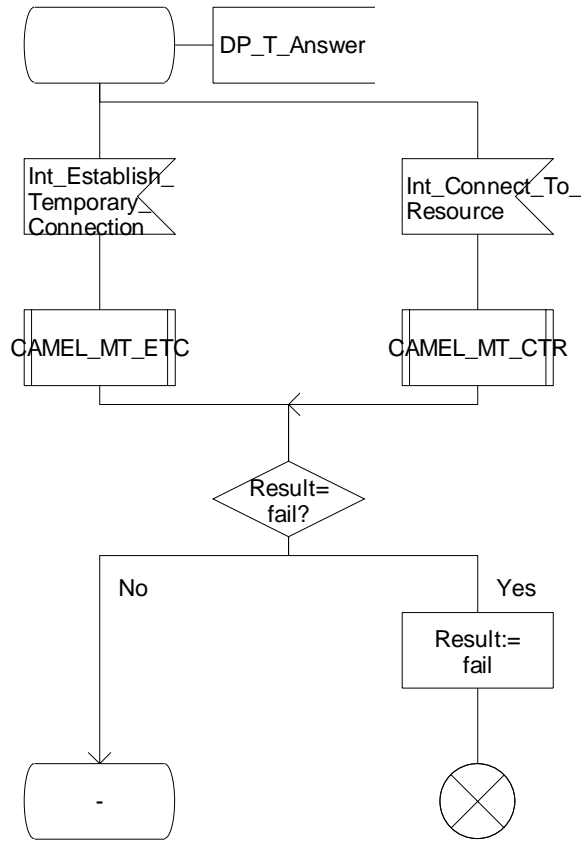 DP_T_Answer
Int_Establish_
Temporary_
Connection
Int_Connect_To_
Resource
CAMEL_MT_ETC
CAMEL_MT_CTR
Result=
fail?
No
Yes
Result:=
fail
-